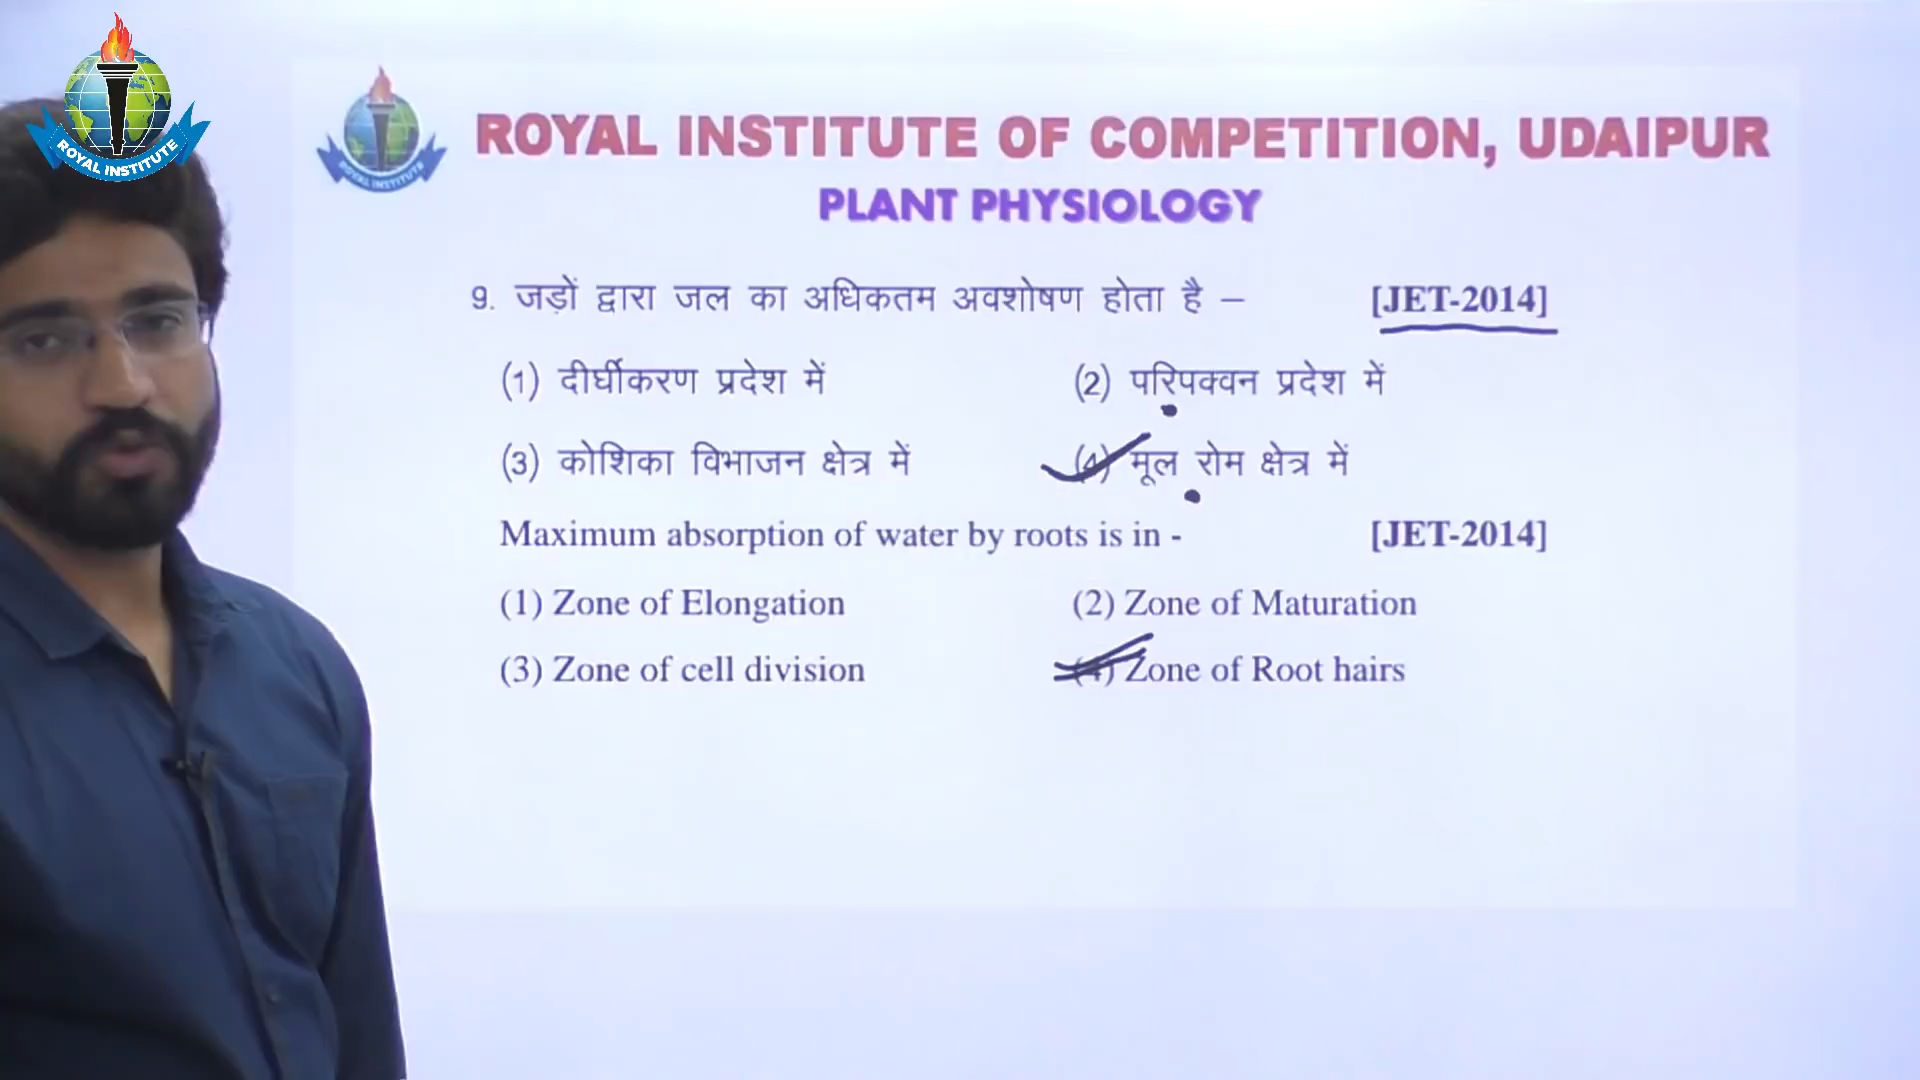 ROYAL INSTITUTE
ROYAL INSTITUTE
ROYAL INSTITUTE OF COMPETITION, UDAIPUR
PLANT PHYSIOLOGY
9. जड़ों द्वारा जल का अधिकतम अवशोषण होता है – [JET-2014]
(1) दीर्घीकरण प्रदेश में (2) परिपक्वन प्रदेश में
(3) कोशिका विभाजन क्षेत्र में (4) मूल रोम क्षेत्र में
Maximum absorption of water by roots is in - [JET-2014]
(1) Zone of Elongation (2) Zone of Maturation
(3) Zone of cell division (4) Zone of Root hairs